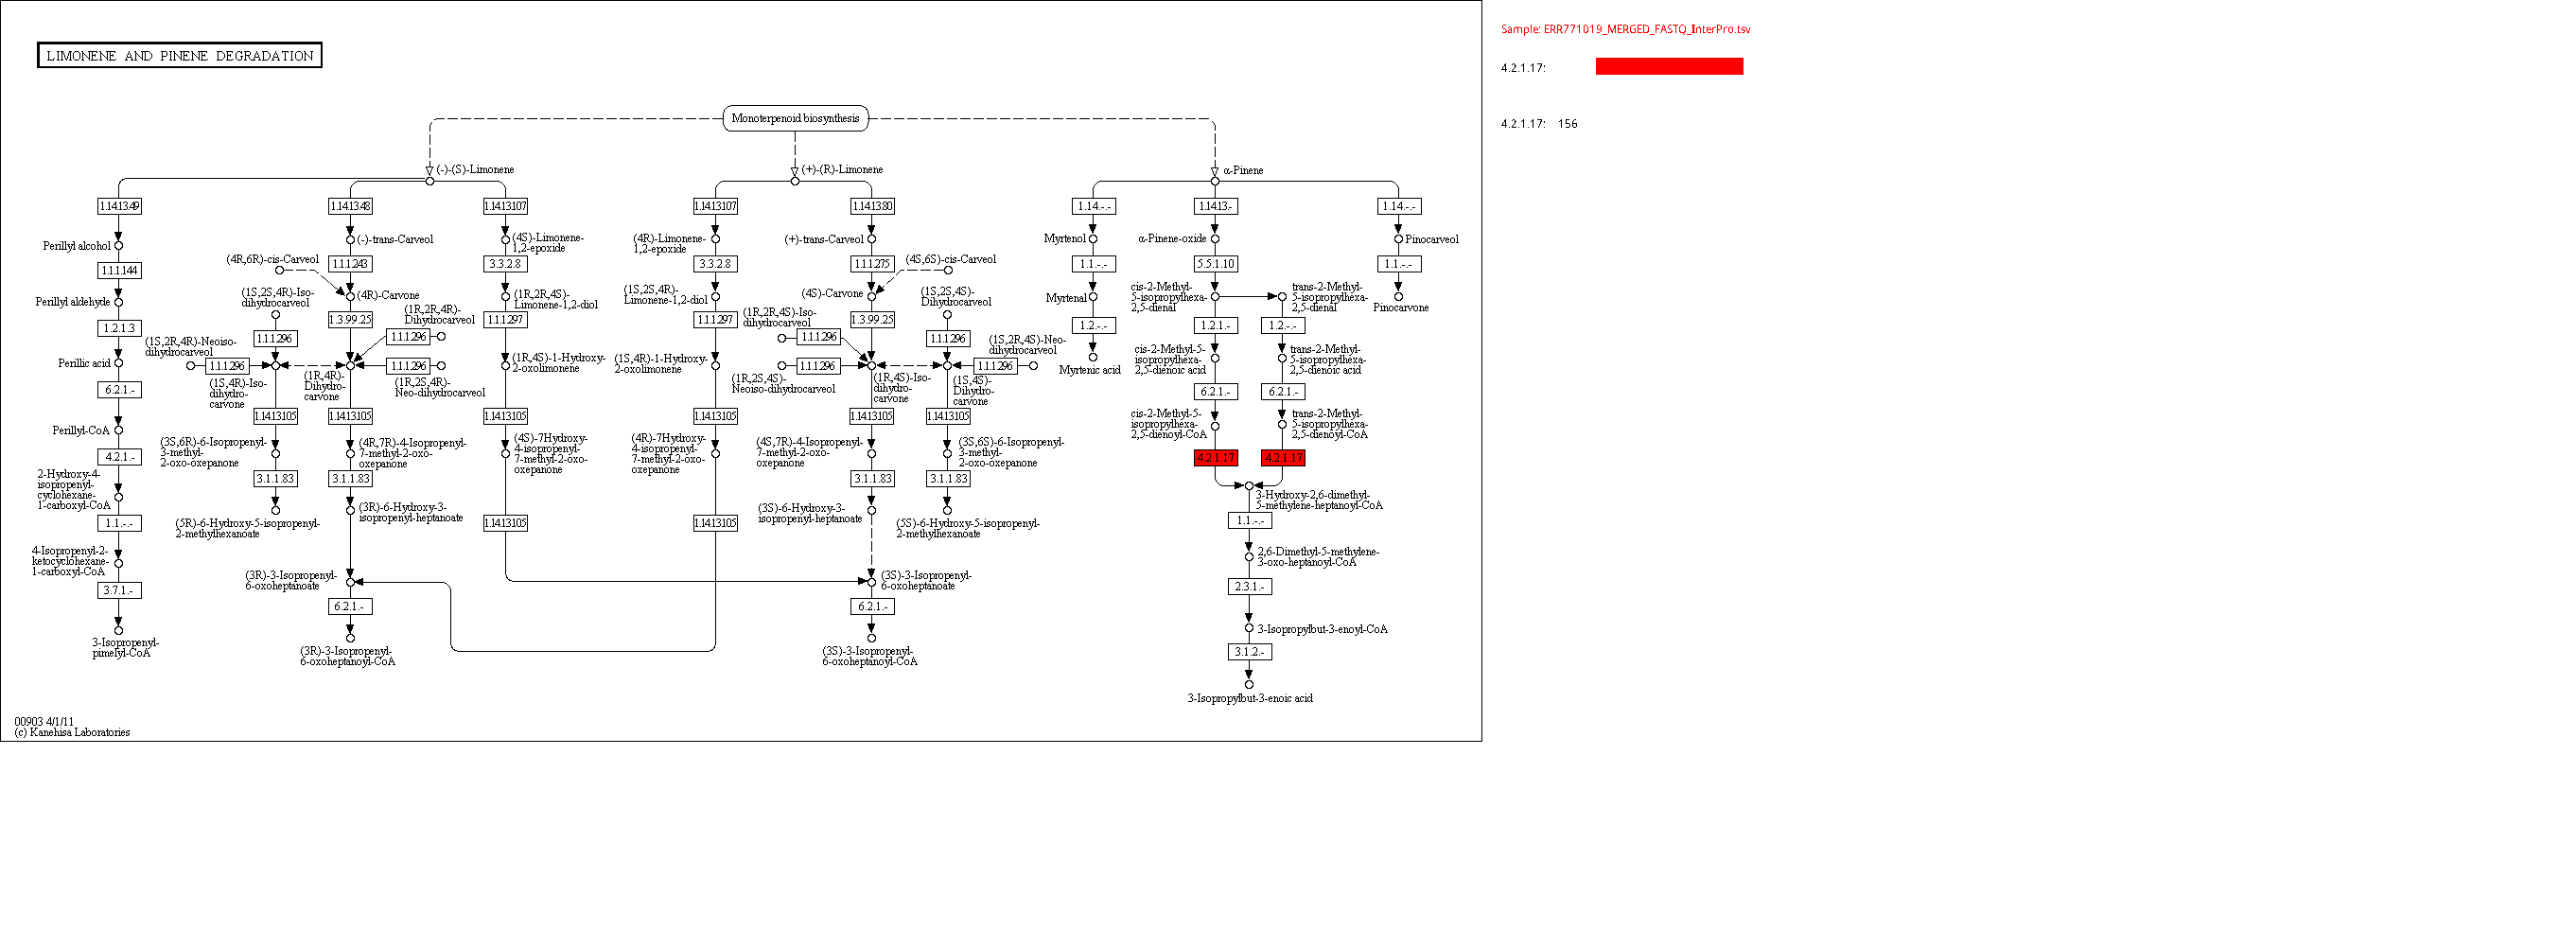 LIMONENE AND PINENE DEGRADATION
Sample: ERR771019_MERGED_FASTQ_InterPro.tsv
4.2.1.17:
4.2.1.17: 156
Monoterpenoid biosynthesis
(-)-(S)-Limonene
(+)-(R)-Limonene
α-Pinene
1.14.13.49
1.14.13.48
1.14.13.107
1.14.13.107
1.14.13.80
1.14.-.-
1.14.13.-
1.14.-.-
Perillyl alcohol
(-)-trans-Carveol
(4S)-Limonene-
1,2-epoxide
(4R)-Limonene-
1,2-epoxide
(+)-trans-Carveol
Myrtenol
α-Pinene-oxide
Pinocarveol
1.1.1.144
(4R,6R)-cis-Carveol
1.1.1.243
3.3.2.8
3.3.2.8
1.1.1.275
(4S,6S)-cis-Carveol
1.1.-.-
5.5.1.10
1.1.-.-
Perillyl aldehyde
(1S,2S,4R)-Iso-
dihydrocarveol
(4R)-Carvone
(1R,2R,4S)-
Limonene-1,2-diol
(1S,2S,4R)-
Limonene-1,2-diol
(4S)-Carvone
(1S,2S,4S)-
Dihydrocarveol
Myrtenal
cis-2-Methyl-
5-isopropylhexa-
2,5-dienal
trans-2-Methyl-
5-isopropylhexa-
2,5-dienal
Pinocarvone
1.2.1.3
1.1.1.296
1.3.99.25
(1R,2R,4R)-
Dihydrocarveol
1.1.1.296
1.1.1.297
1.1.1.297
(1R,2R,4S)-Iso-
dihydrocarveol
1.1.1.296
1.3.99.25
1.1.1.296
1.2.-.-
1.2.1.-
1.2.-.-
Perillic acid
(1S,2R,4R)-Neoiso-
dihydrocarveol
1.1.1.296
1.1.1.296
(1R,4S)-1-Hydroxy-
2-oxolimonene
(1S,4R)-1-Hydroxy-
2-oxolimonene
1.1.1.296
1.1.1.296
(1S,2R,4S)-Neo-
dihydrocarveol
Myrtenic acid
cis-2-Methyl-5-
isopropylhexa-
2,5-dienoic acid
trans-2-Methyl-
5-isopropylhexa-
2,5-dienoic acid
6.2.1.-
(1S,4R)-Iso-
dihydro-
carvone
(1R,4R)-
Dihydro-
carvone
(1R,2S,4R)-
Neo-dihydrocarveol
(1R,2S,4S)-
Neoiso-dihydrocarveol
(1R,4S)-Iso-
dihydro-
carvone
(1S,4S)-
Dihydro-
carvone
6.2.1.-
6.2.1.-
1.14.13.105
1.14.13.105
1.14.13.105
1.14.13.105
1.14.13.105
1.14.13.105
Perillyl-CoA
(3S,6R)-6-Isopropenyl-
3-methyl-
2-oxo-oxepanone
(4R,7R)-4-Isopropenyl-
7-methyl-2-oxo-
oxepanone
(4S)-7Hydroxy-
4-isopropenyl-
7-methyl-2-oxo-
oxepanone
(4R)-7Hydroxy-
4-isopropenyl-
7-methyl-2-oxo-
oxepanone
(4S,7R)-4-Isopropenyl-
7-methyl-2-oxo-
oxepanone
(3S,6S)-6-Isopropenyl-
3-methyl-
2-oxo-oxepanone
cis-2-Methyl-5-
isopropylhexa-
2,5-dienoyl-CoA
trans-2-Methyl-
5-isopropylhexa-
2,5-dienoyl-CoA
4.2.1.-
4.2.1.17
4.2.1.17
3.1.1.83
3.1.1.83
3.1.1.83
3.1.1.83
2-Hydroxy-4-
isopropenyl-
cyclohexane-
1-carboxyl-CoA
(5R)-6-Hydroxy-5-isopropenyl-
2-methylhexanoate
(3R)-6-Hydroxy-3-
isopropenyl-heptanoate
(3S)-6-Hydroxy-3-
isopropenyl-heptanoate
(5S)-6-Hydroxy-5-isopropenyl-
2-methylhexanoate
3-Hydroxy-2,6-dimethyl-
5-methylene-heptanoyl-CoA
1.1.-.-
1.14.13.105
1.14.13.105
1.1.-.-
4-Isopropenyl-2-
ketocyclohexane-
1-carboxyl-CoA
2,6-Dimethyl-5-methylene-
3-oxo-heptanoyl-CoA
3.7.1.-
(3R)-3-Isopropenyl-
6-oxoheptanoate
(3S)-3-Isopropenyl-
6-oxoheptanoate
2.3.1.-
6.2.1.-
6.2.1.-
3-Isopropenyl-
pimelyl-CoA
(3R)-3-Isopropenyl-
6-oxoheptanoyl-CoA
(3S)-3-Isopropenyl-
6-oxoheptanoyl-CoA
3-Isopropylbut-3-enoyl-CoA
3.1.2.-
3-Isopropylbut-3-enoic acid
00903 4/1/11
(c) Kanehisa Laboratories